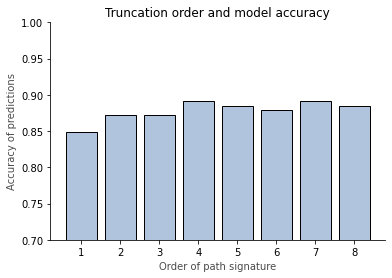 Truncation order and model accuracy
1.00
0.95
0.90
0.85
0.80
0.75
0.70
Accuracy of predictions
1 2 3 4 5 6 7 8
Order of path signature